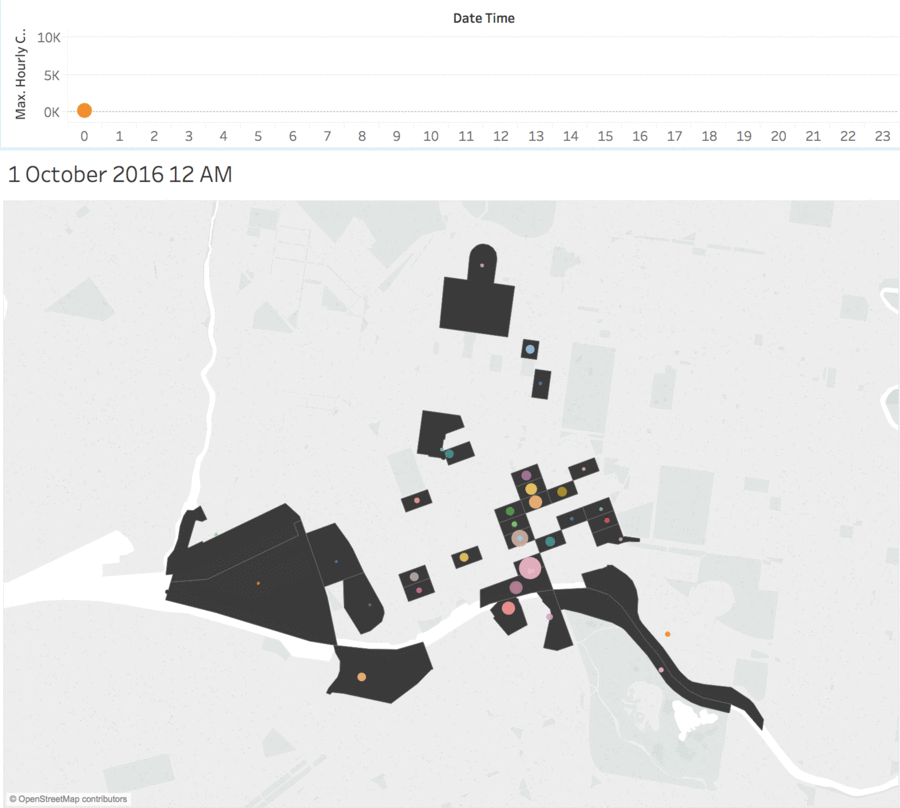 Date Time
Max. Hourly C..
10K
5K
0K
0 1 2 3 4 5 6 7 8 9 10 11 12 13 14 15 16 17 18 19 20 21 22 23
1 October 2016 12 AM
© OpenStreetMap contributors